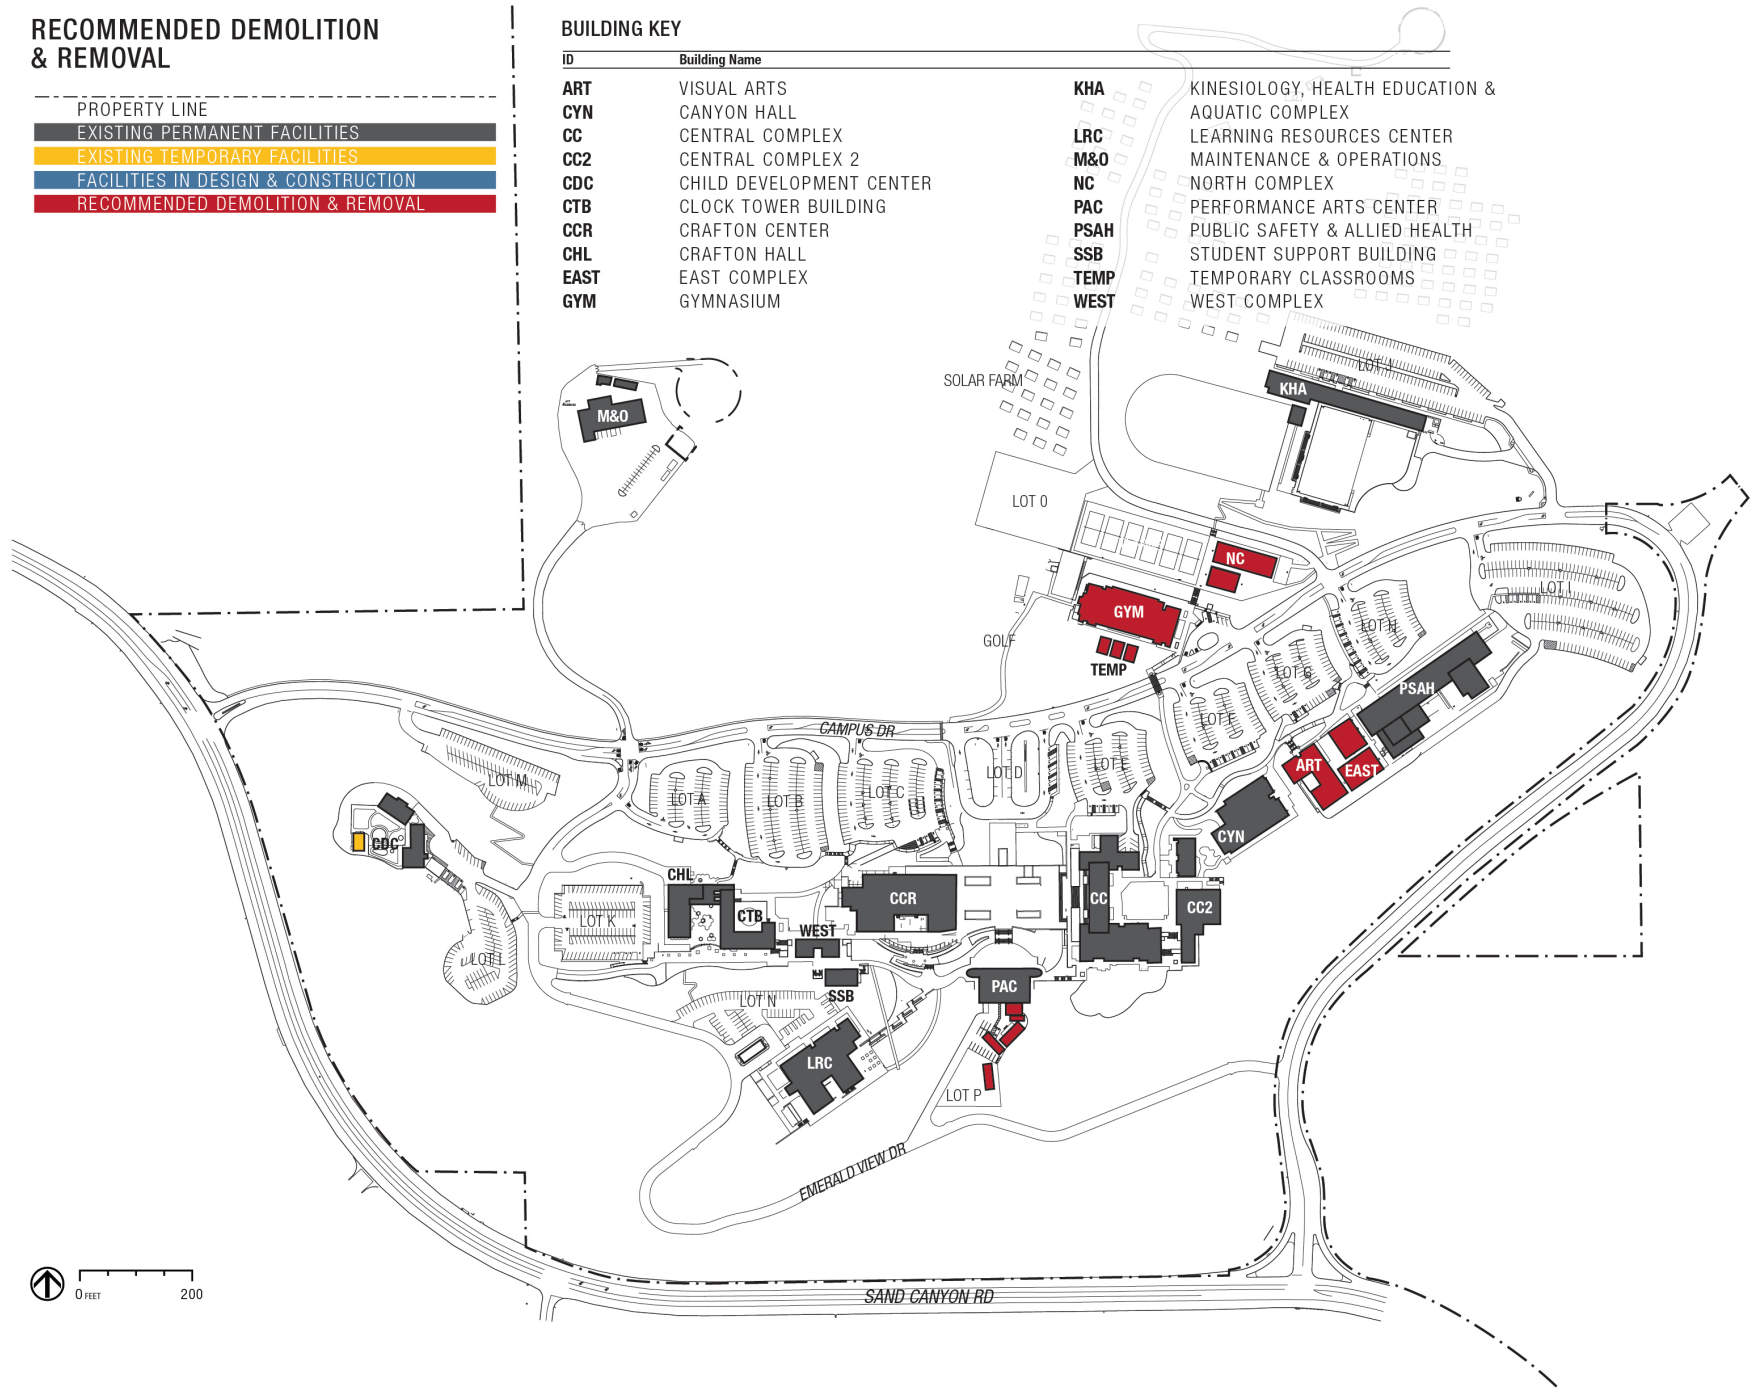 RECOMMENDED DEMOLITION
& REMOVAL
PROPERTY LINE
EXISTING PERMANENT FACILITIES
EXISTING TEMPORARY FACILITIES
FACILITIES IN DESIGN & CONSTRUCTION
RECOMMENDED DEMOLITION & REMOVAL
BUILDING KEY
ID Building Name
ART VISUAL ARTS
CYN CANYON HALL
CC CENTRAL COMPLEX
CC2 CENTRAL COMPLEX 2
CDC CHILD DEVELOPMENT CENTER
CTB CLOCK TOWER BUILDING
CCR CRAFTON CENTER
CHL CRAFTON HALL
EAST EAST COMPLEX
GYM GYMNASIUM
KHA KINESIOLOGY, HEALTH EDUCATION &
AQUATIC COMPLEX
LRC LEARNING RESOURCES CENTER
M&O MAINTENANCE & OPERATIONS
NC NORTH COMPLEX
PAC PERFORMANCE ARTS CENTER
PSAH PUBLIC SAFETY & ALLIED HEALTH
SSB STUDENT SUPPORT BUILDING
TEMP TEMPORARY CLASSROOMS
WEST WEST COMPLEX
LOT J
SOLAR FARM
KHA
M&O
LOT O
NC
LOT I
GYM
LOT H
GOLF
TEMP
LOT G
PSAH
LOT F
CAMPUS DR
LOT E
ART
EAST
LOT D
LOT M
LOT A
LOT B
LOT C
CYN
CDC
CHL
CCR
CC
CC2
CTB
LOT K
WEST
LOT L
PAC
SSB
LOT N
LRC
LOT P
EMERALD VIEW DR
SAND CANYON RD
0 FEET 200